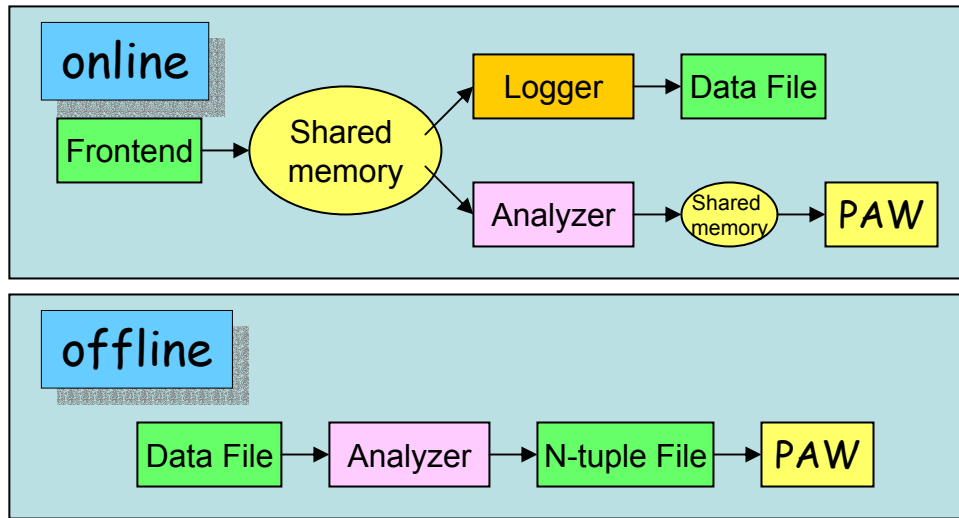 online
Frontend
Shared
memory
Logger
Data File
Analyzer
Shared
memory
PAW
offline
Data File
Analyzer
N-tuple File
PAW